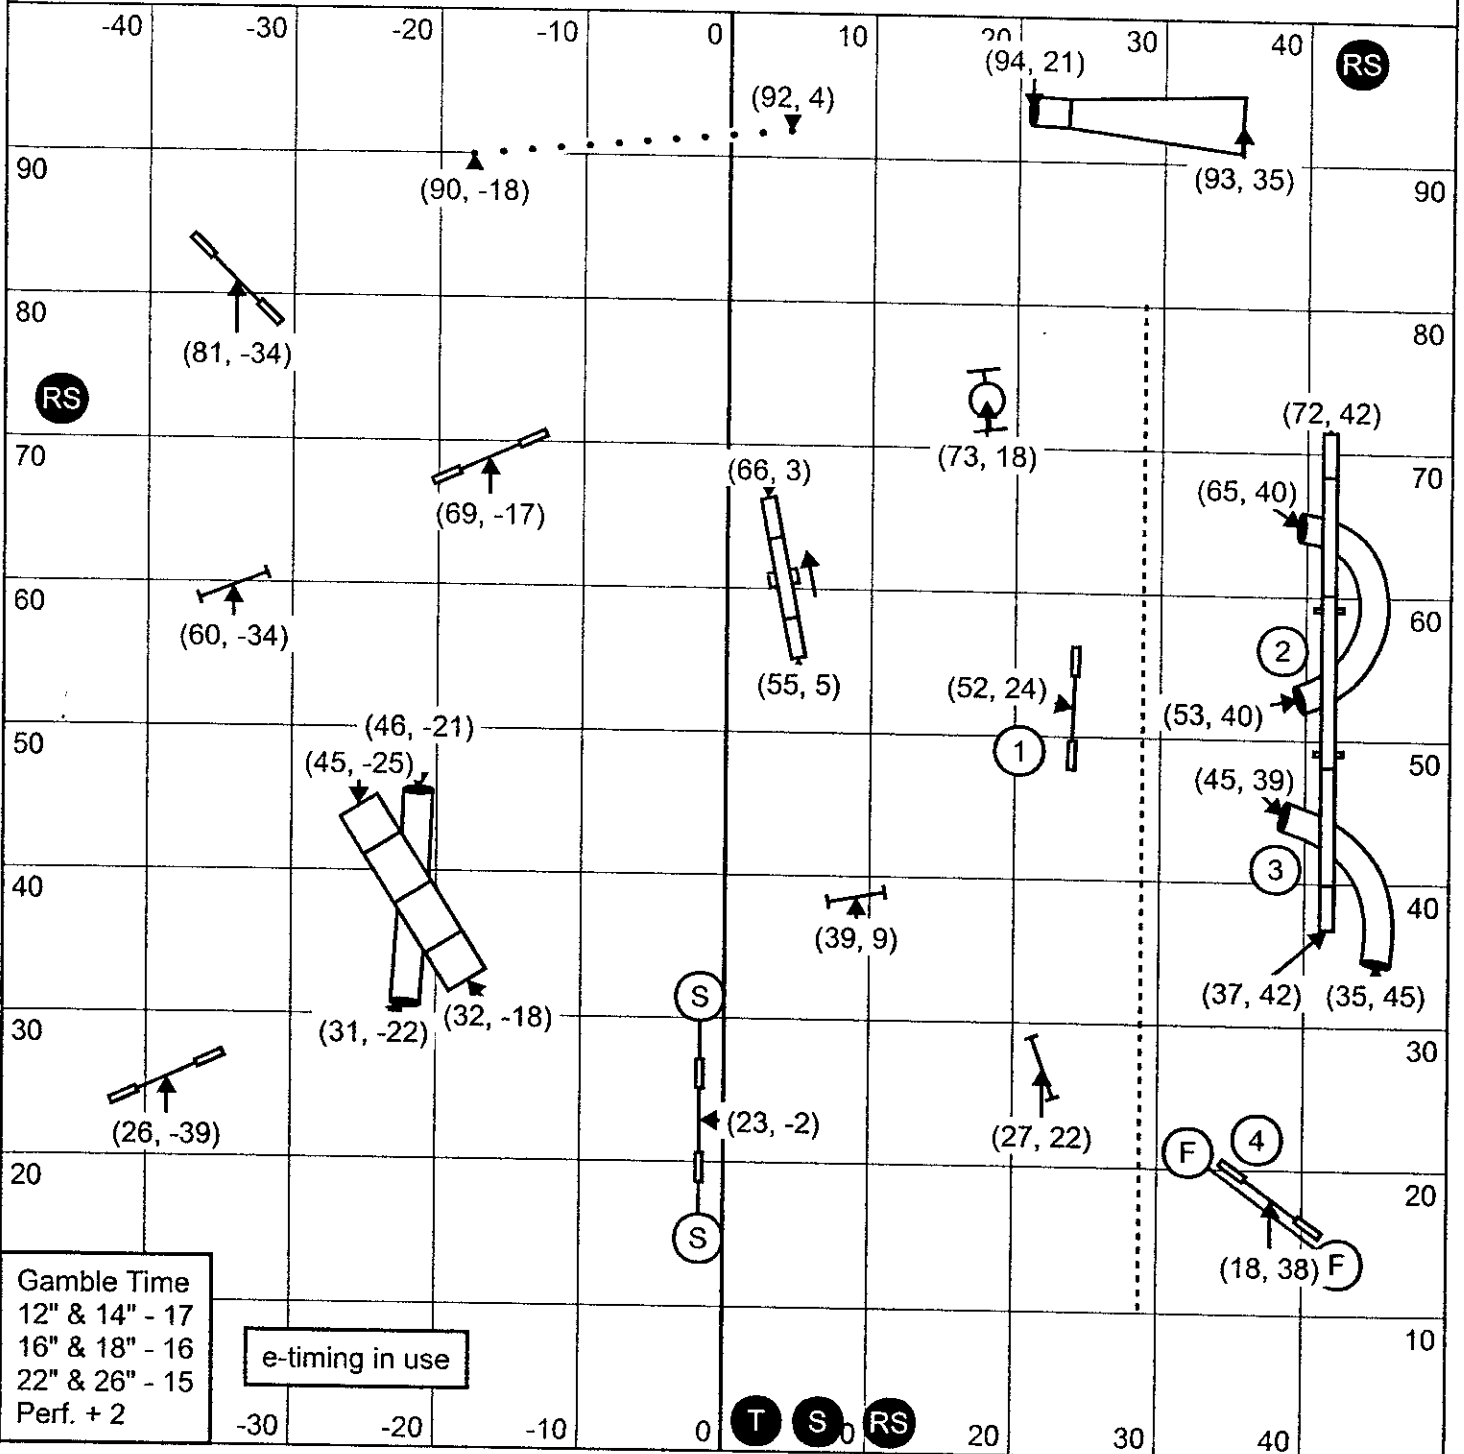 -40 -30 -20 -10 0 10 20 30 40
(94, 21)
RS
(92, 4)
90
(90, -18)
(93, 35)
90
80
(81, -34)
80
RS
(72, 42)
70
(69, -17)
(66, 3)
(73, 18)
(65, 40)
70
60
(60, -34)
60
2
(55, 5)
(52, 24)
(53, 40)
50
(46, -21)
1
50
(45, -25)
(45, 39)
40
3
40
(39, 9)
S
(37, 42) (35, 45)
30
(31, -22) (32, -18)
30
(26, -39)
(23, -2)
(27, 22)
4
F
20
20
S
(18, 38) F
Gamble Time
12" & 14" - 17
16" & 18" - 16
22" & 26" - 15
Perf. + 2
e-timing in use
10
-30 -20 -10 0 T S 0 RS 20 30 40